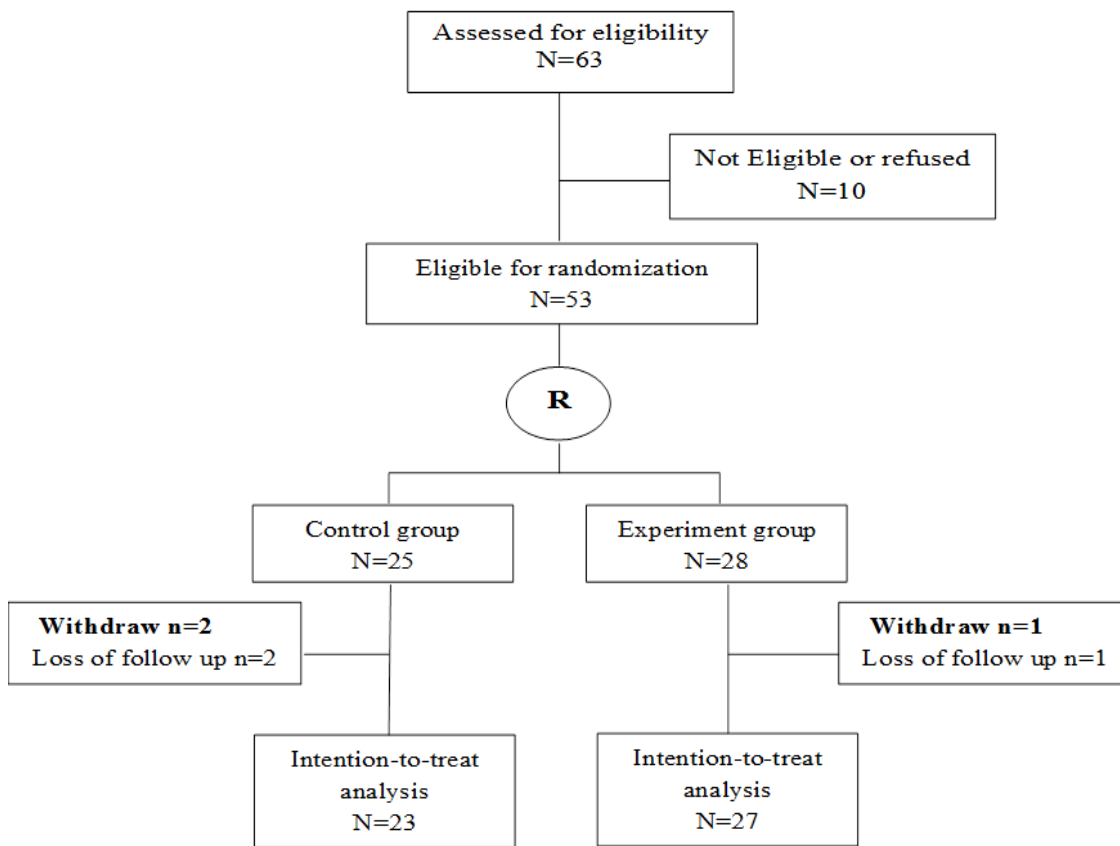 Assessed for eligibility
N=63
Not Eligible or refused
N=10
Eligible for randomization
N=53
R
Control group
N=25
Experiment group
N=28
Withdraw n=2
Loss of follow up n=2
Withdraw n=1
Loss of follow up n=1
Intention-to-treat
analysis
N=23
Intention-to-treat
analysis
N=27